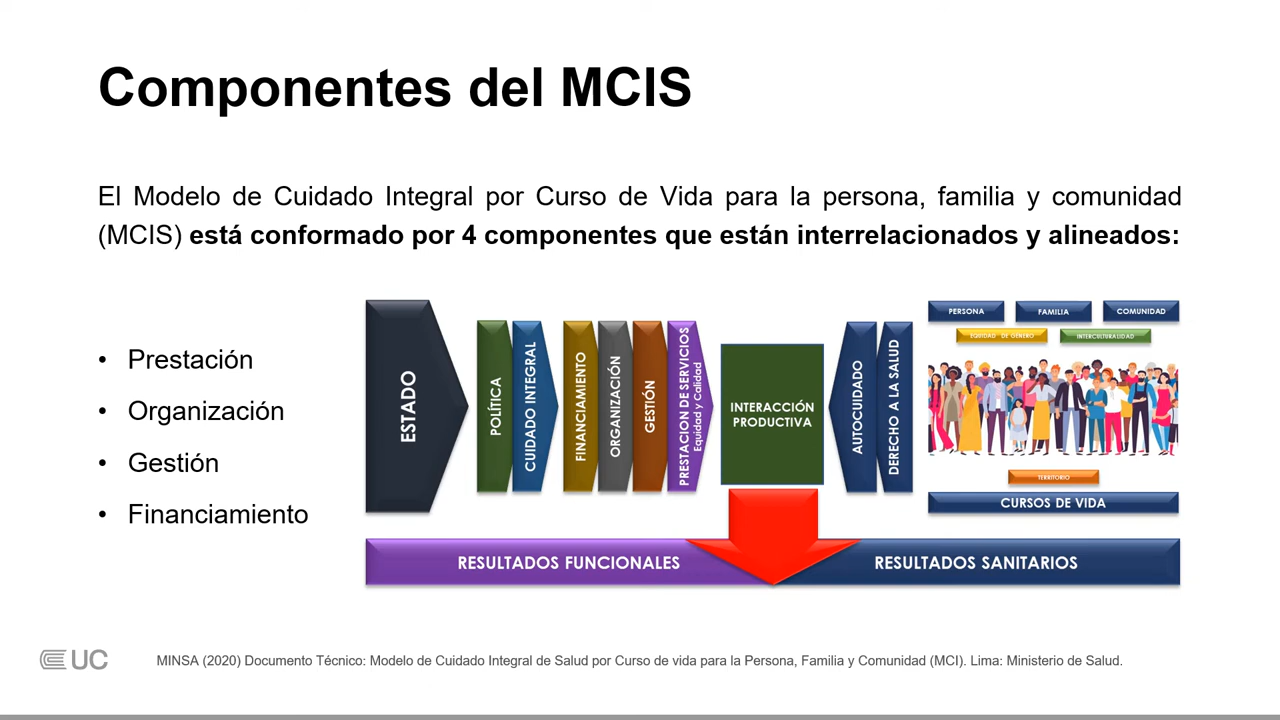 Componentes del MCIS
El Modelo de Cuidado Integral por Curso de Vida para la persona, familia y comunidad
(MCIS) está conformado por 4 componentes que están interrelacionados y alineados:
• Prestación
• Organización
• Gestión
• Financiamiento
ESTADO
POLÍTICA
CUIDADO INTEGRAL
FINANCIAMIENTO
ORGANIZACIÓN
GESTIÓN
PRESTACION DE SERVICIOS
Equidad y Calidad
INTERACCIÓN
PRODUCTIVA
AUTOCUIDADO
DERECHO A LA SALUD
PERSONA
FAMILIA
COMUNIDAD
EQUIDAD DE GÉNERO
INTERCULTURALIDAD
TERRITORIO
CURSOS DE VIDA
RESULTADOS FUNCIONALES
RESULTADOS SANITARIOS
UC
MINSA (2020) Documento Técnico: Modelo de Cuidado Integral de Salud por Curso de vida para la Persona, Familia y Comunidad (MCI). Lima: Ministerio de Salud.